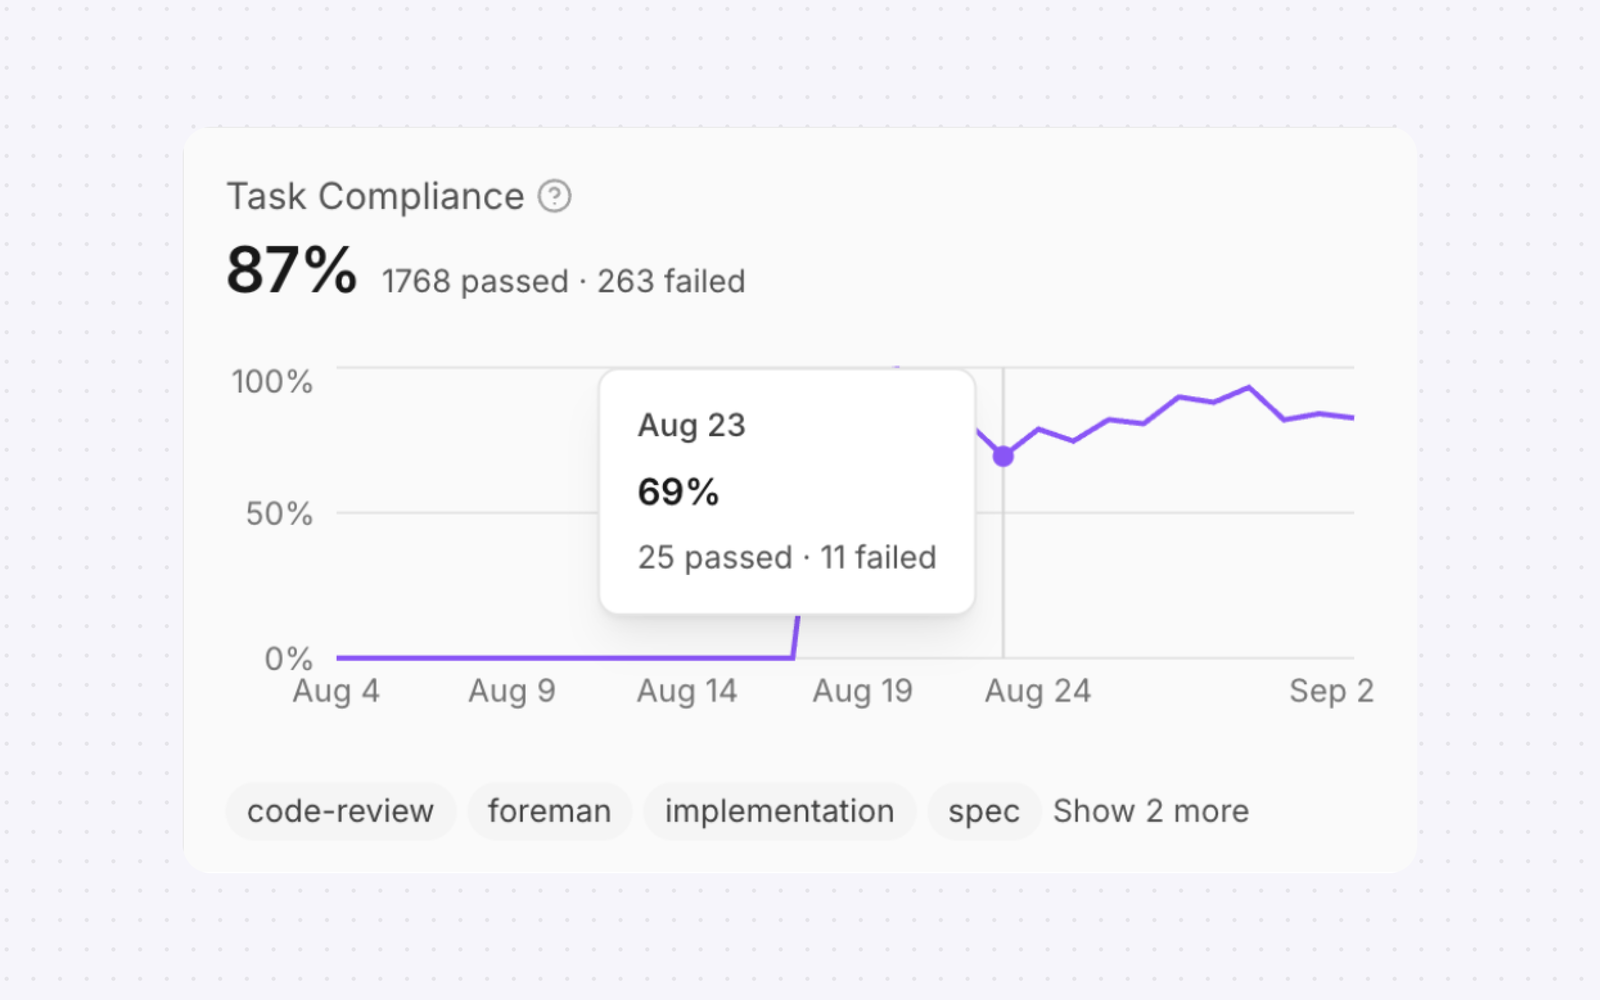 Task Compliance ?
87% 1768 passed · 263 failed
100%
Aug 23
69%
50%
25 passed · 11 failed
0%
Aug 4 Aug 9 Aug 14 Aug 19 Aug 24 Sep 2
code-review foreman implementation spec Show 2 more